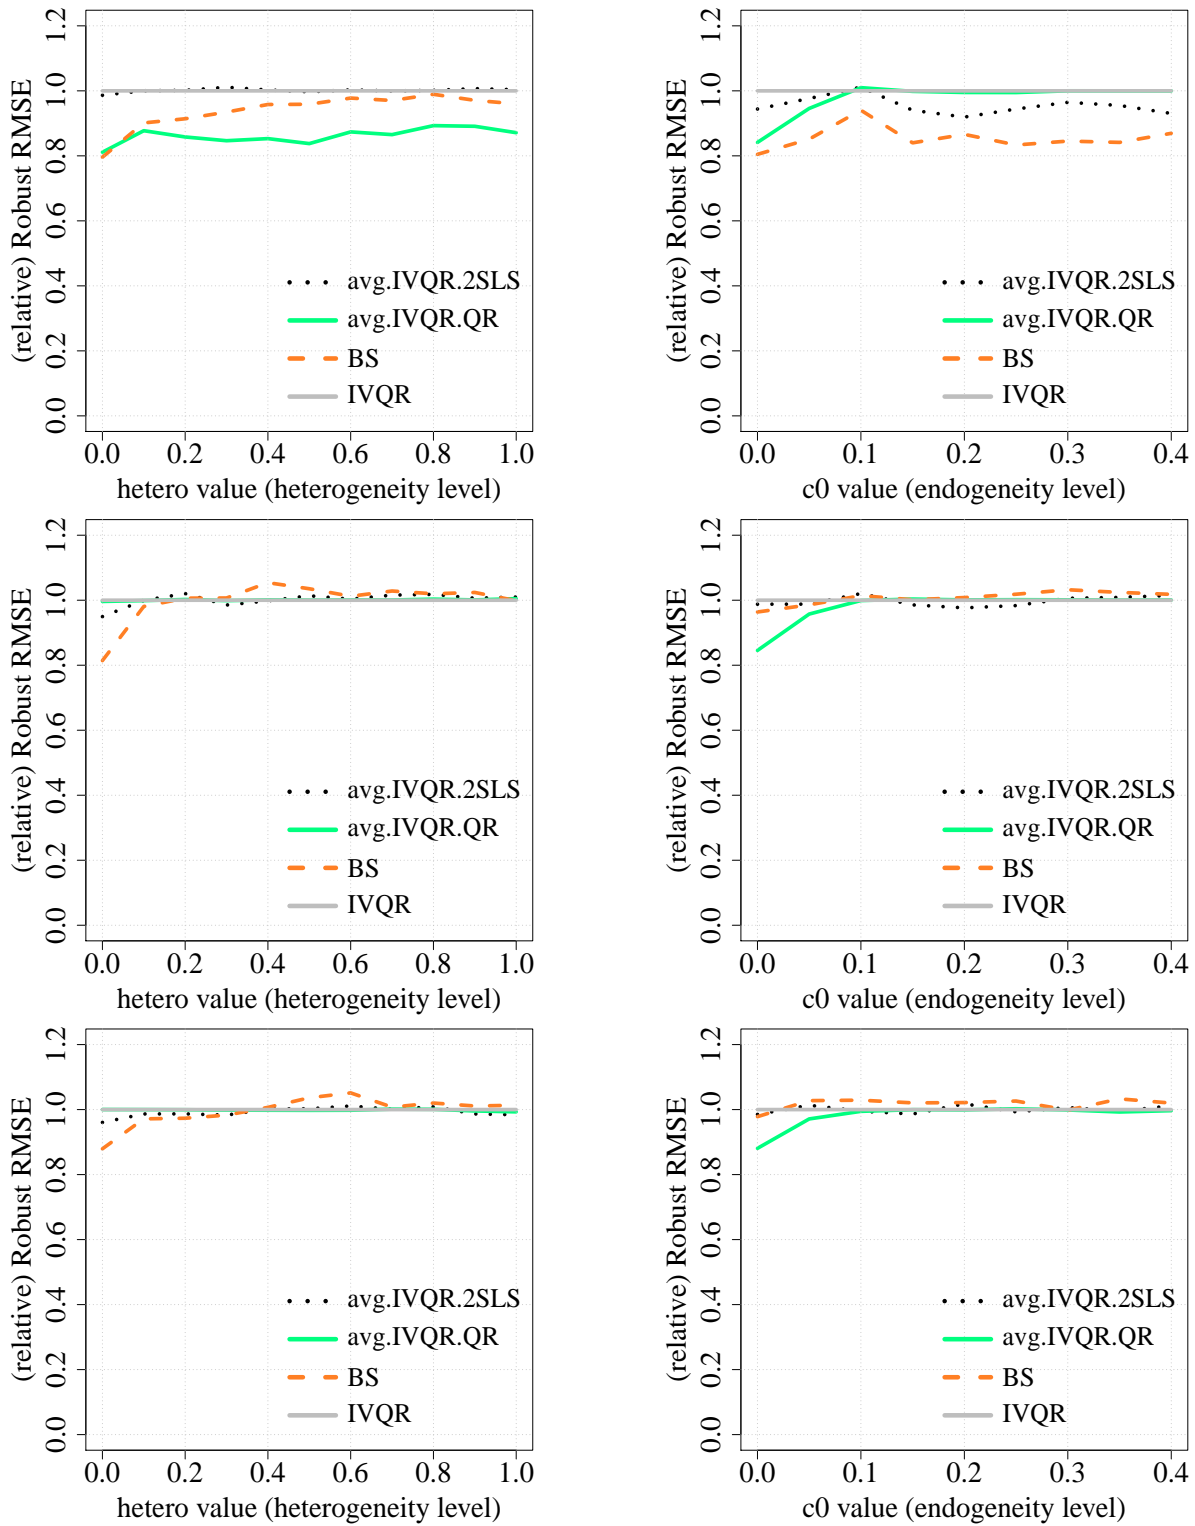 (relative) Robust RMSE
0.0 0.2 0.4 0.6 0.8 1.0 1.2
avg.IVQR.2SLS
avg.IVQR.QR
BS
IVQR
0.0 0.2 0.4 0.6 0.8 1.0
hetero value (heterogeneity level)
(relative) Robust RMSE
0.0 0.2 0.4 0.6 0.8 1.0 1.2
avg.IVQR.2SLS
avg.IVQR.QR
BS
IVQR
0.0 0.1 0.2 0.3 0.4
c0 value (endogeneity level)
(relative) Robust RMSE
0.0 0.2 0.4 0.6 0.8 1.0 1.2
avg.IVQR.2SLS
avg.IVQR.QR
BS
IVQR
0.0 0.2 0.4 0.6 0.8 1.0
hetero value (heterogeneity level)
(relative) Robust RMSE
0.0 0.2 0.4 0.6 0.8 1.0 1.2
avg.IVQR.2SLS
avg.IVQR.QR
BS
IVQR
0.0 0.1 0.2 0.3 0.4
c0 value (endogeneity level)
(relative) Robust RMSE
0.0 0.2 0.4 0.6 0.8 1.0 1.2
avg.IVQR.2SLS
avg.IVQR.QR
BS
IVQR
0.0 0.2 0.4 0.6 0.8 1.0
hetero value (heterogeneity level)
(relative) Robust RMSE
0.0 0.2 0.4 0.6 0.8 1.0 1.2
avg.IVQR.2SLS
avg.IVQR.QR
BS
IVQR
0.0 0.1 0.2 0.3 0.4
c0 value (endogeneity level)